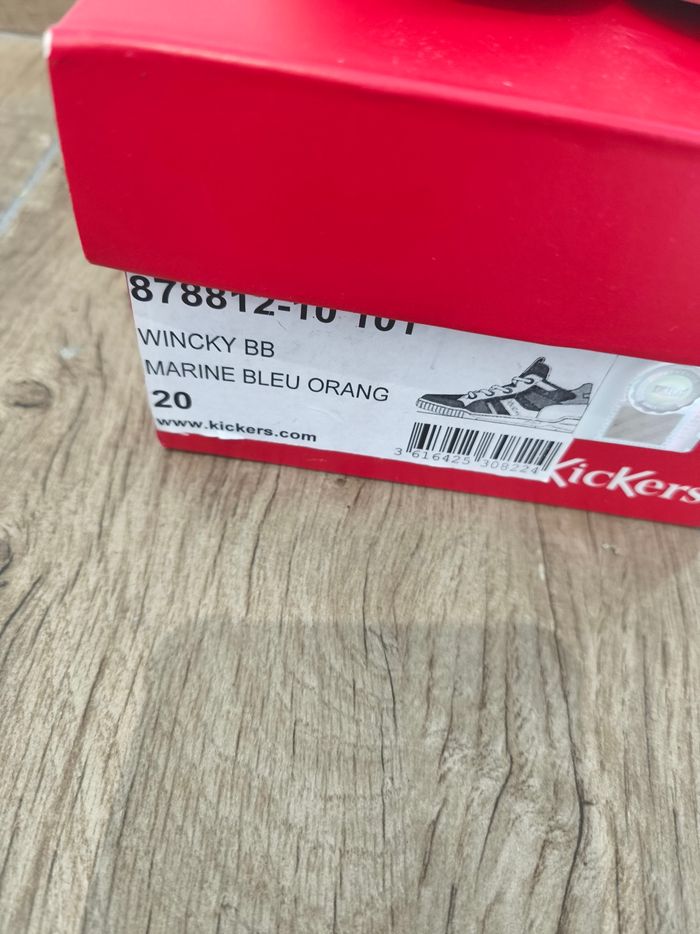 878812-10 101
WINCKY BB
MARINE BLEU ORANG
20
www.kickers.com
3 616425 308224
Kickers